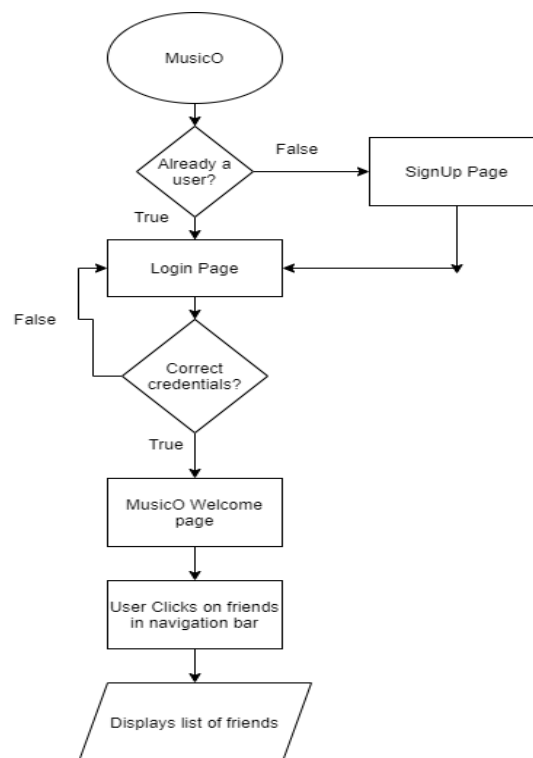 MusicO
Already a
user?
False
SignUp Page
True
Login Page
False
Correct
credentials?
True
MusicO Welcome
page
User Clicks on friends
in navigation bar
Displays list of friends